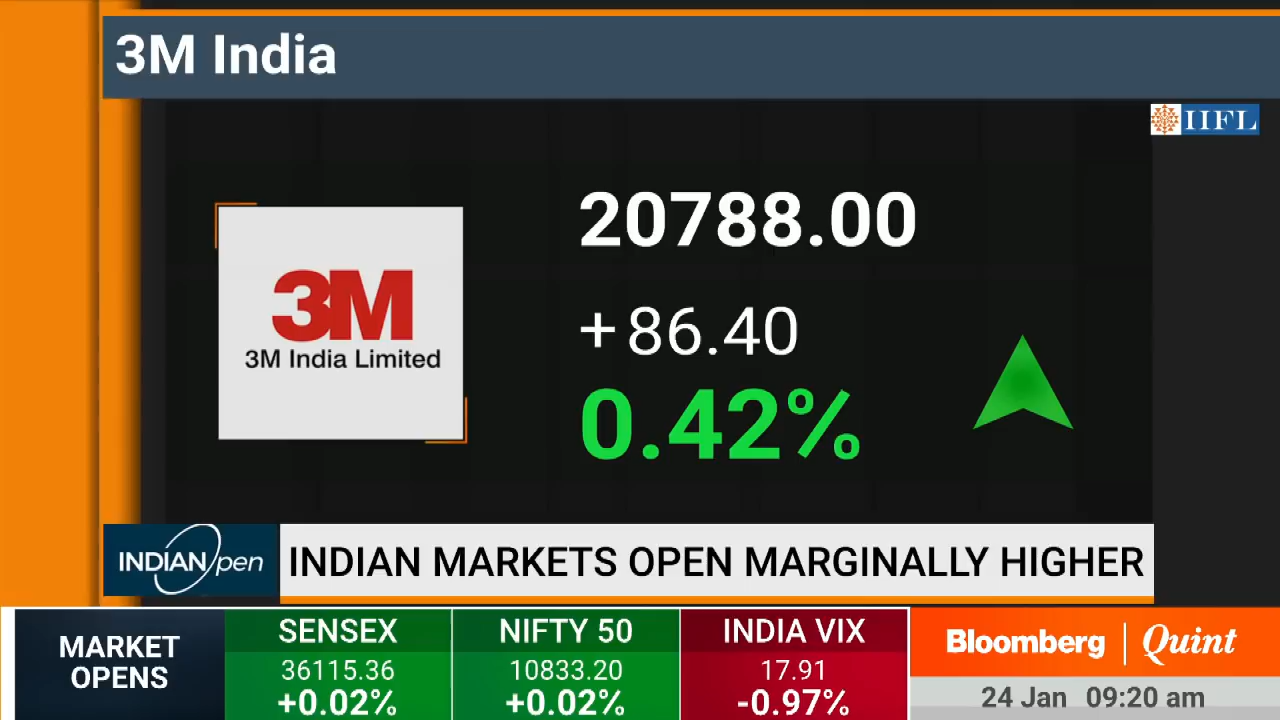 3M India
IIFL
20788.00
+86.40
0.42%
3M
3M India Limited
INDIAN Open
INDIAN MARKETS OPEN MARGINALLY HIGHER
MARKET
OPENS
SENSEX
36115.36
+0.02%
NIFTY 50
10833.20
+0.02%
INDIA VIX
17.91
-0.97%
Bloomberg | Quint
24 Jan 09:20 am